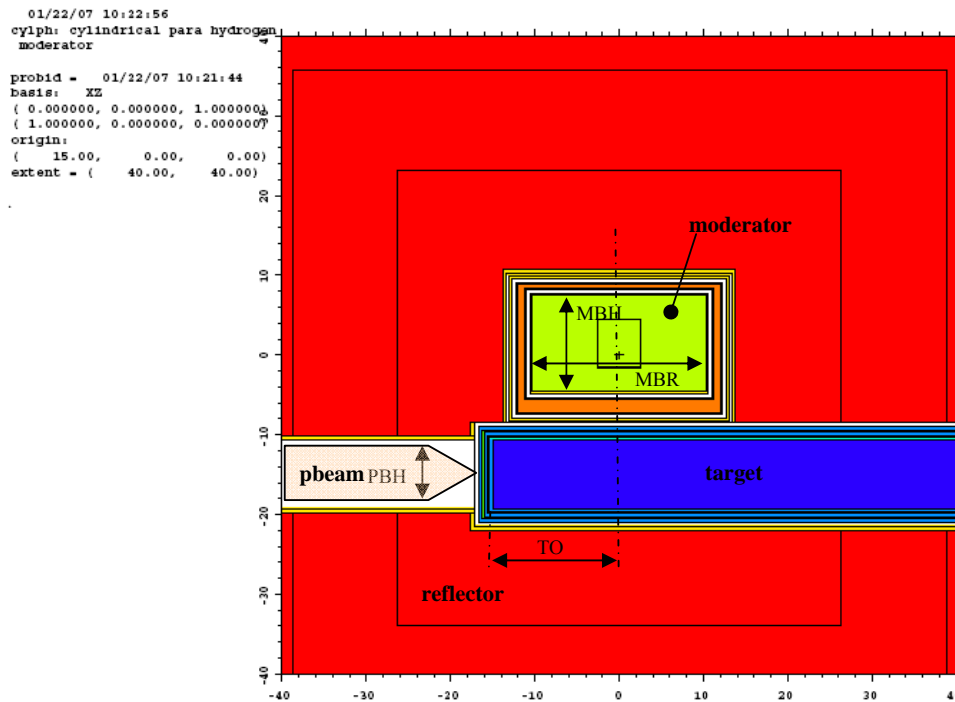 01/22/07 10:22:56
cylph: cylindrical para hydrogen
moderator
probid = 01/22/07 10:21:44
basis: XZ
( 0.000000, 0.000000, 1.000000)
( 1.000000, 0.000000, 0.000000)
origin:
( 15.00, 0.00, 0.00)
extent = ( 40.00, 40.00)
.
40
30
20
10
0
-10
-20
-30
-40
moderator
MBH
MBR
pbeam PBH
target
TO
reflector
-40 -30 -20 -10 0 10 20 30